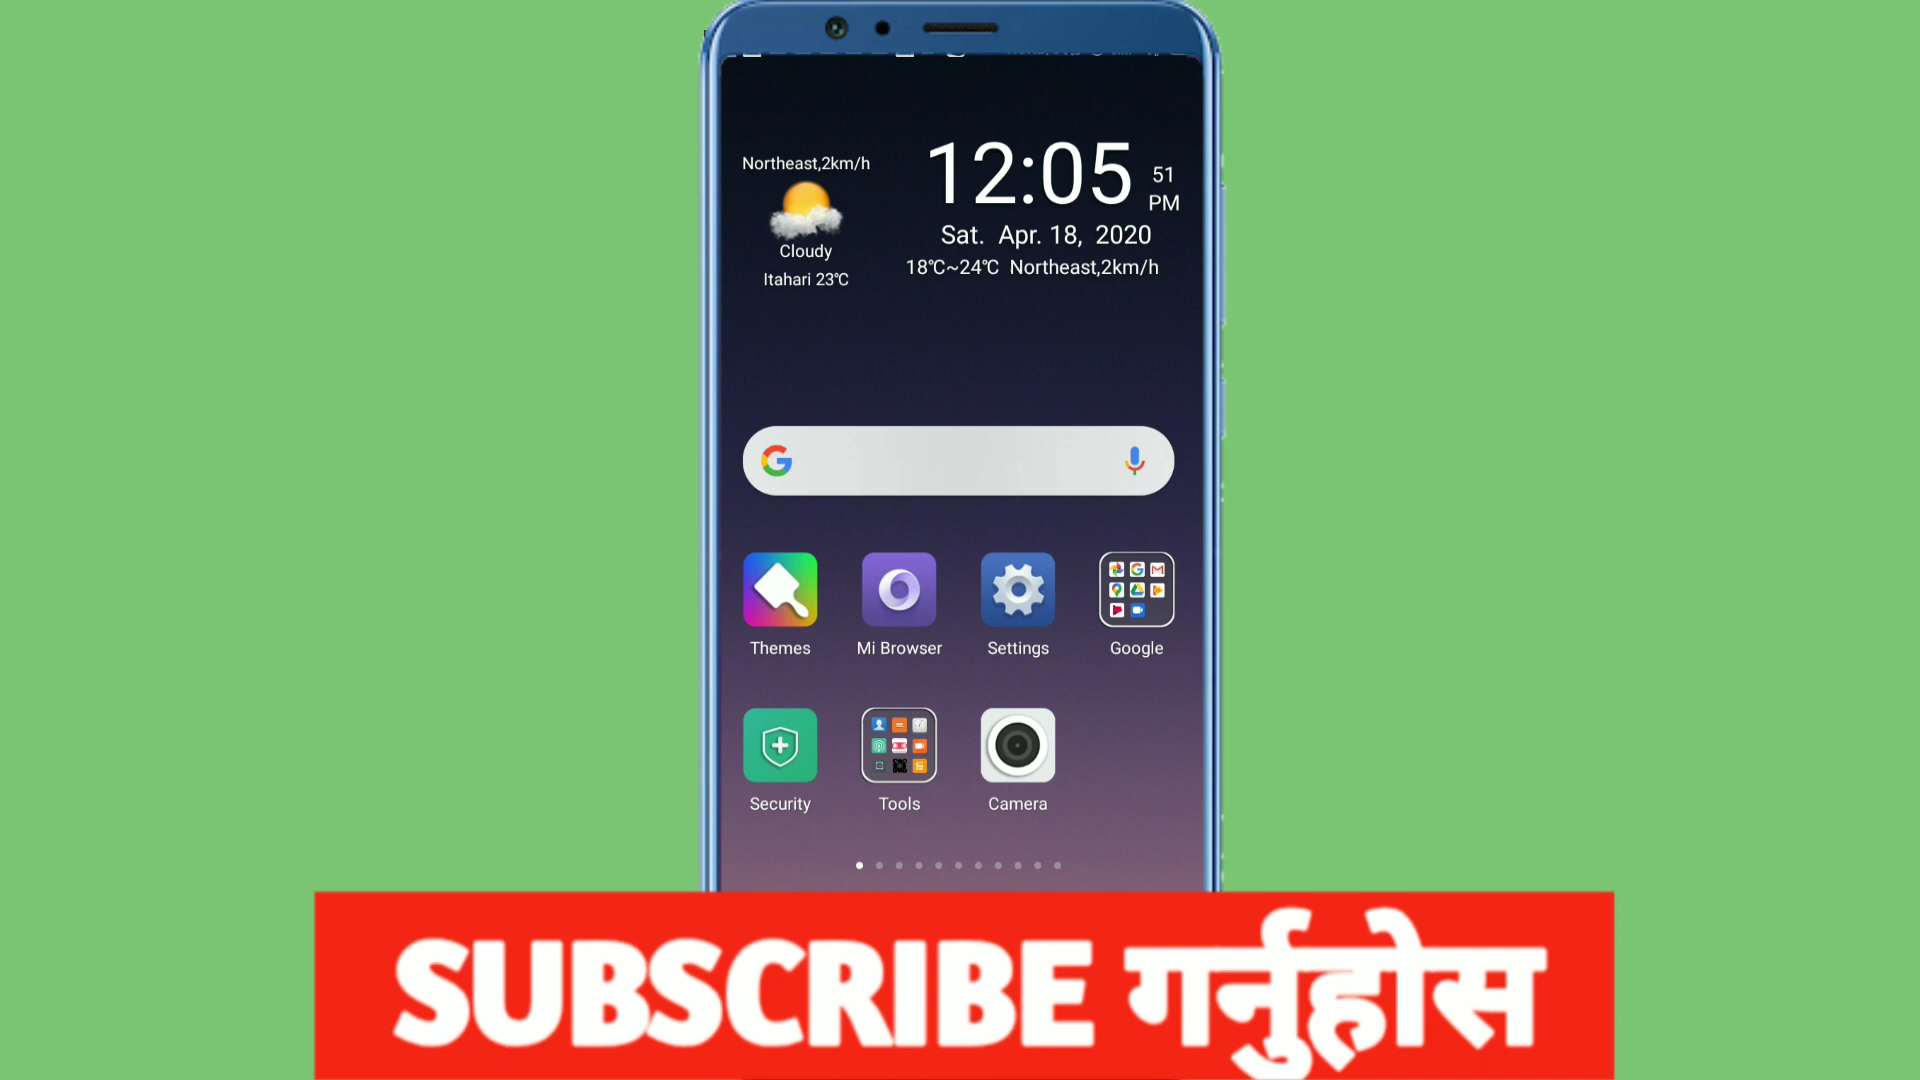 Northeast,2km/h
Cloudy
Itahari 23℃
12:05 51 PM
Sat. Apr. 18, 2020
18℃~24℃ Northeast,2km/h
Themes Mi Browser Settings Google
Security Tools Camera
SUBSCRIBE गर्नुहोस